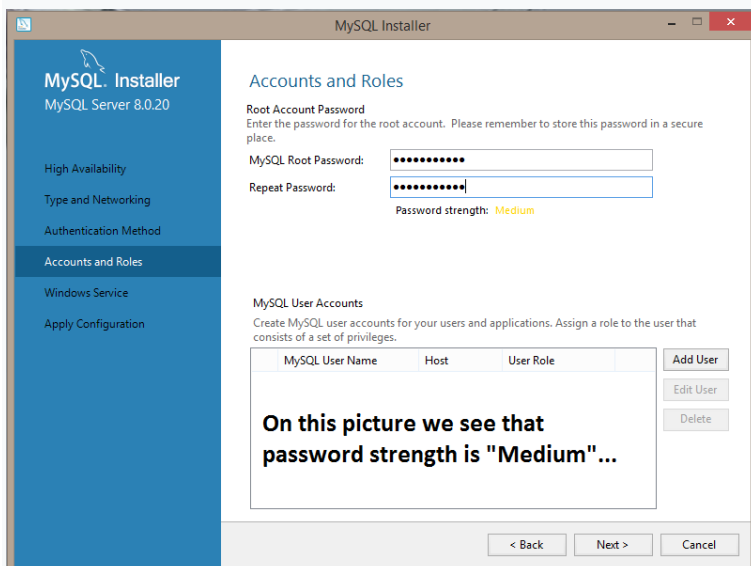 MySQL Installer
MySQL. Installer
MySQL Server 8.0.20
High Availability
Type and Networking
Authentication Method
Accounts and Roles
Windows Service
Apply Configuration
Accounts and Roles
Root Account Password
Enter the password for the root account. Please remember to store this password in a secure
place.
MySQL Root Password: ●●●●●●●●●●●
Repeat Password: ●●●●●●●●●●●
Password strength: Medium
MySQL User Accounts
Create MySQL user accounts for your users and applications. Assign a role to the user that
consists of a set of privileges.
MySQL User Name Host User Role
Add User
Edit User
Delete
On this picture we see that
password strength is "Medium"...
< Back Next > Cancel